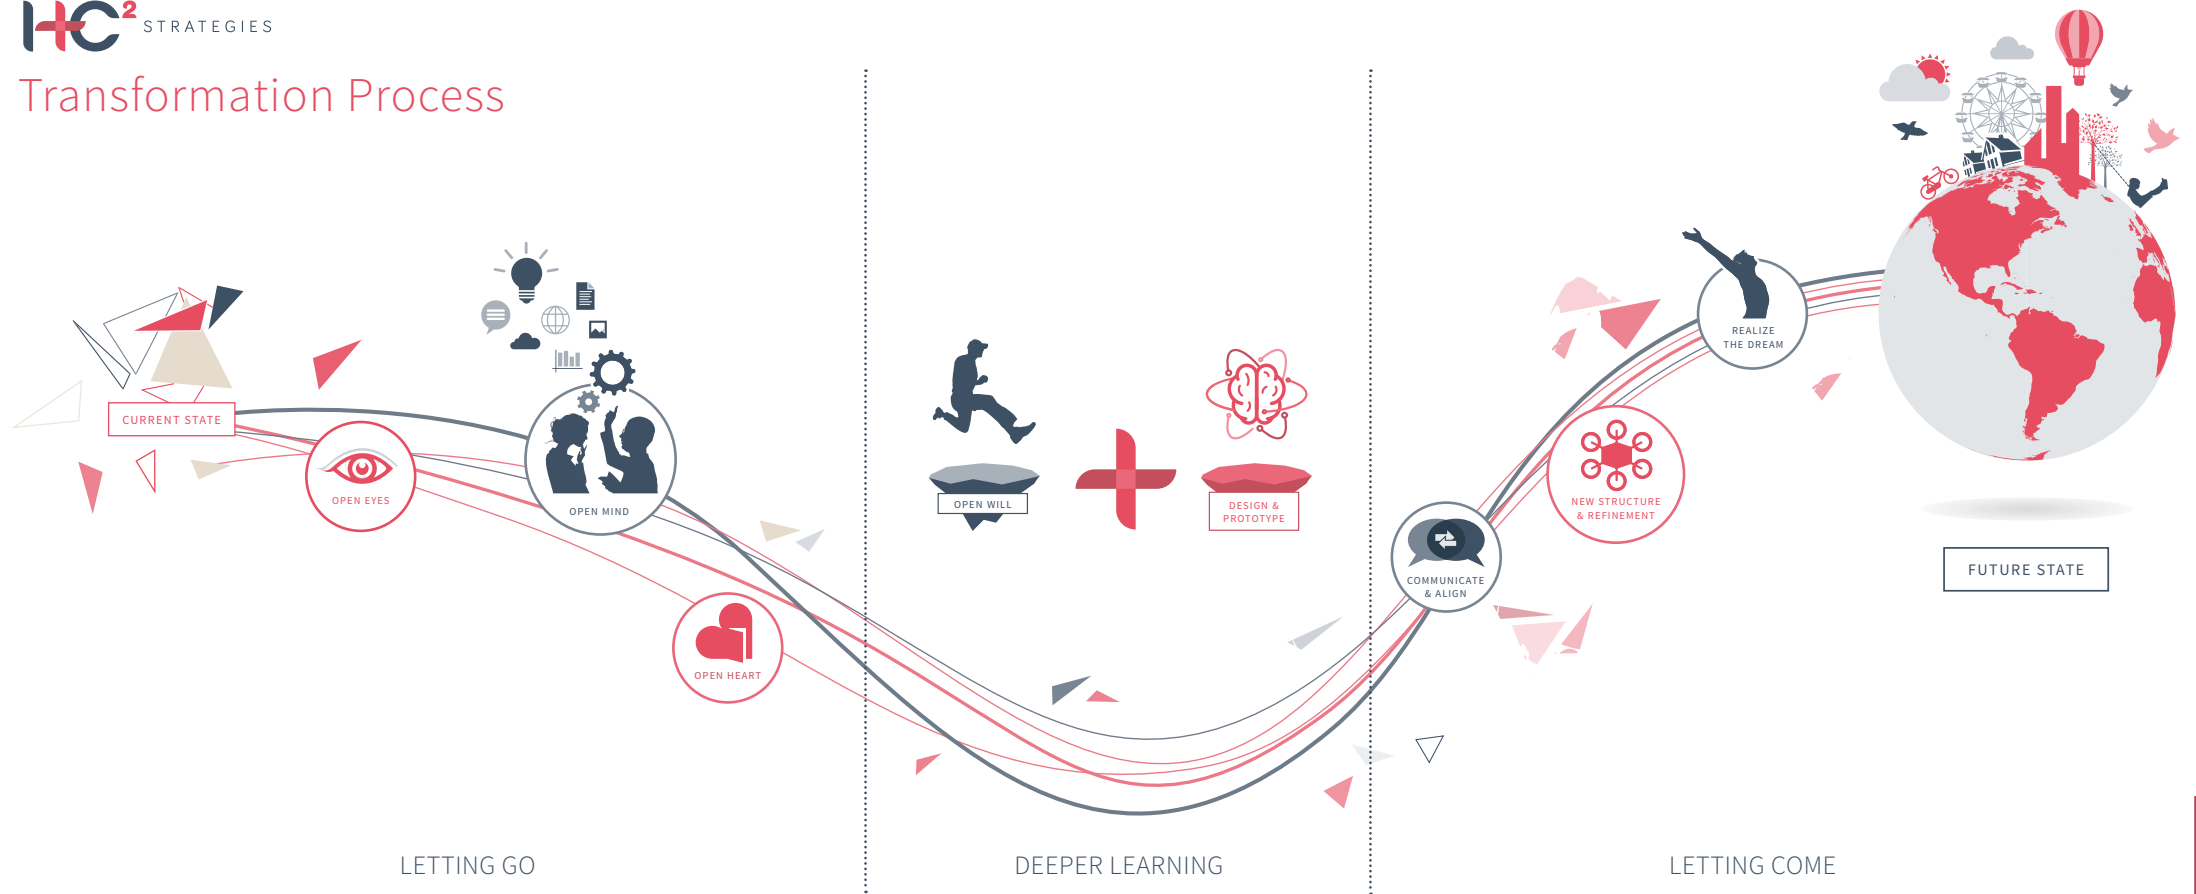 HC² STRATEGIES
Transformation Process
CURRENT STATE
OPEN EYES
OPEN MIND
OPEN HEART
OPEN WILL
DESIGN &
PROTOTYPE
COMMUNICATE
& ALIGN
NEW STRUCTURE
& REFINEMENT
REALIZE
THE DREAM
FUTURE STATE
LETTING GO
DEEPER LEARNING
LETTING COME